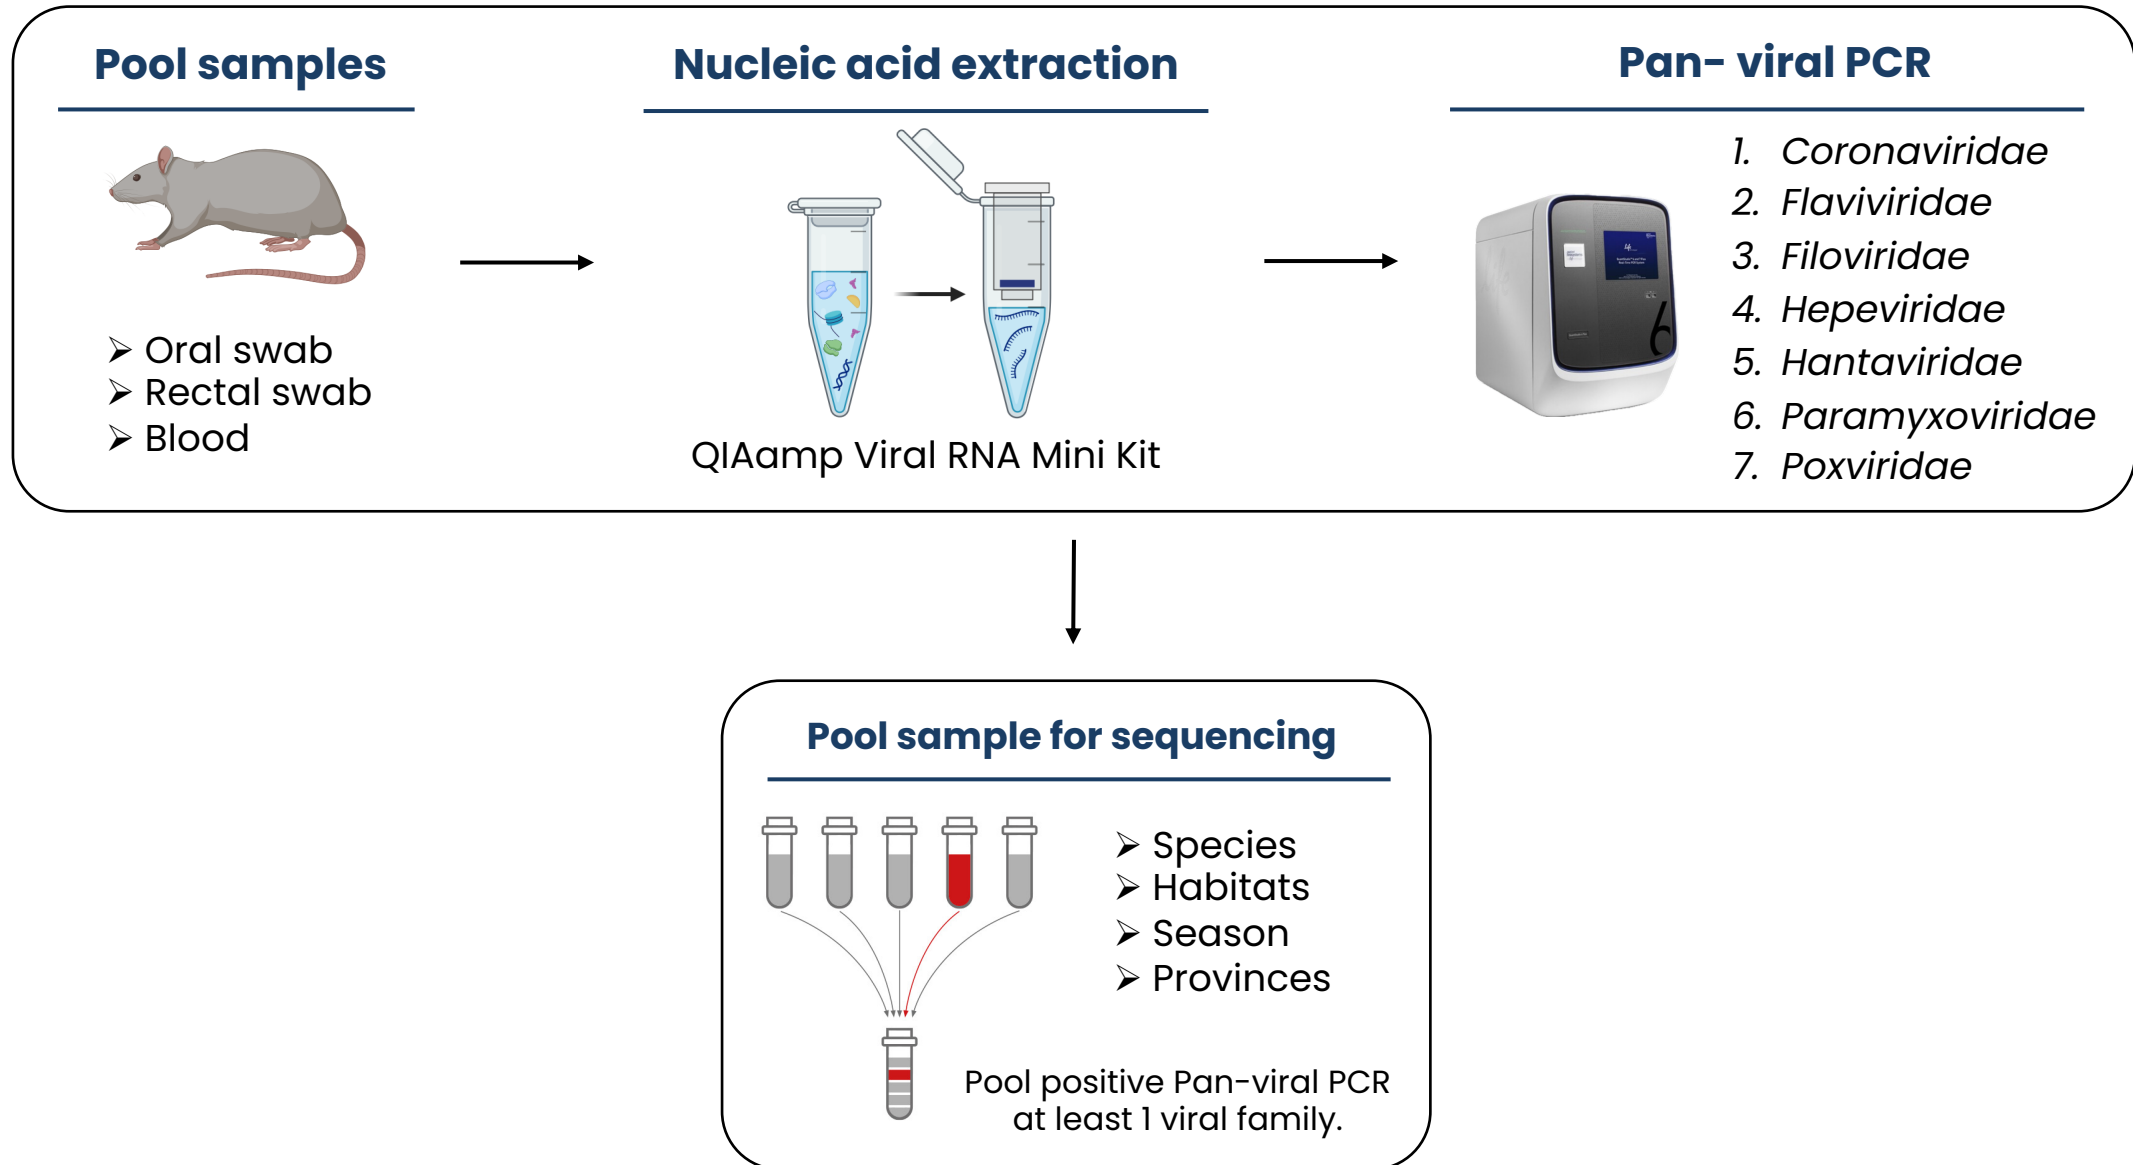 Pool samples
Nucleic acid extraction
Pan- viral PCR
➢ Oral swab
➢ Rectal swab
➢ Blood
QIAamp Viral RNA Mini Kit
1. Coronaviridae
2. Flaviviridae
3. Filoviridae
4. Hepeviridae
5. Hantaviridae
6. Paramyxoviridae
7. Poxviridae
6
Pool sample for sequencing
➢ Species
➢ Habitats
➢ Season
➢ Provinces
Pool positive Pan-viral PCR
at least 1 viral family.